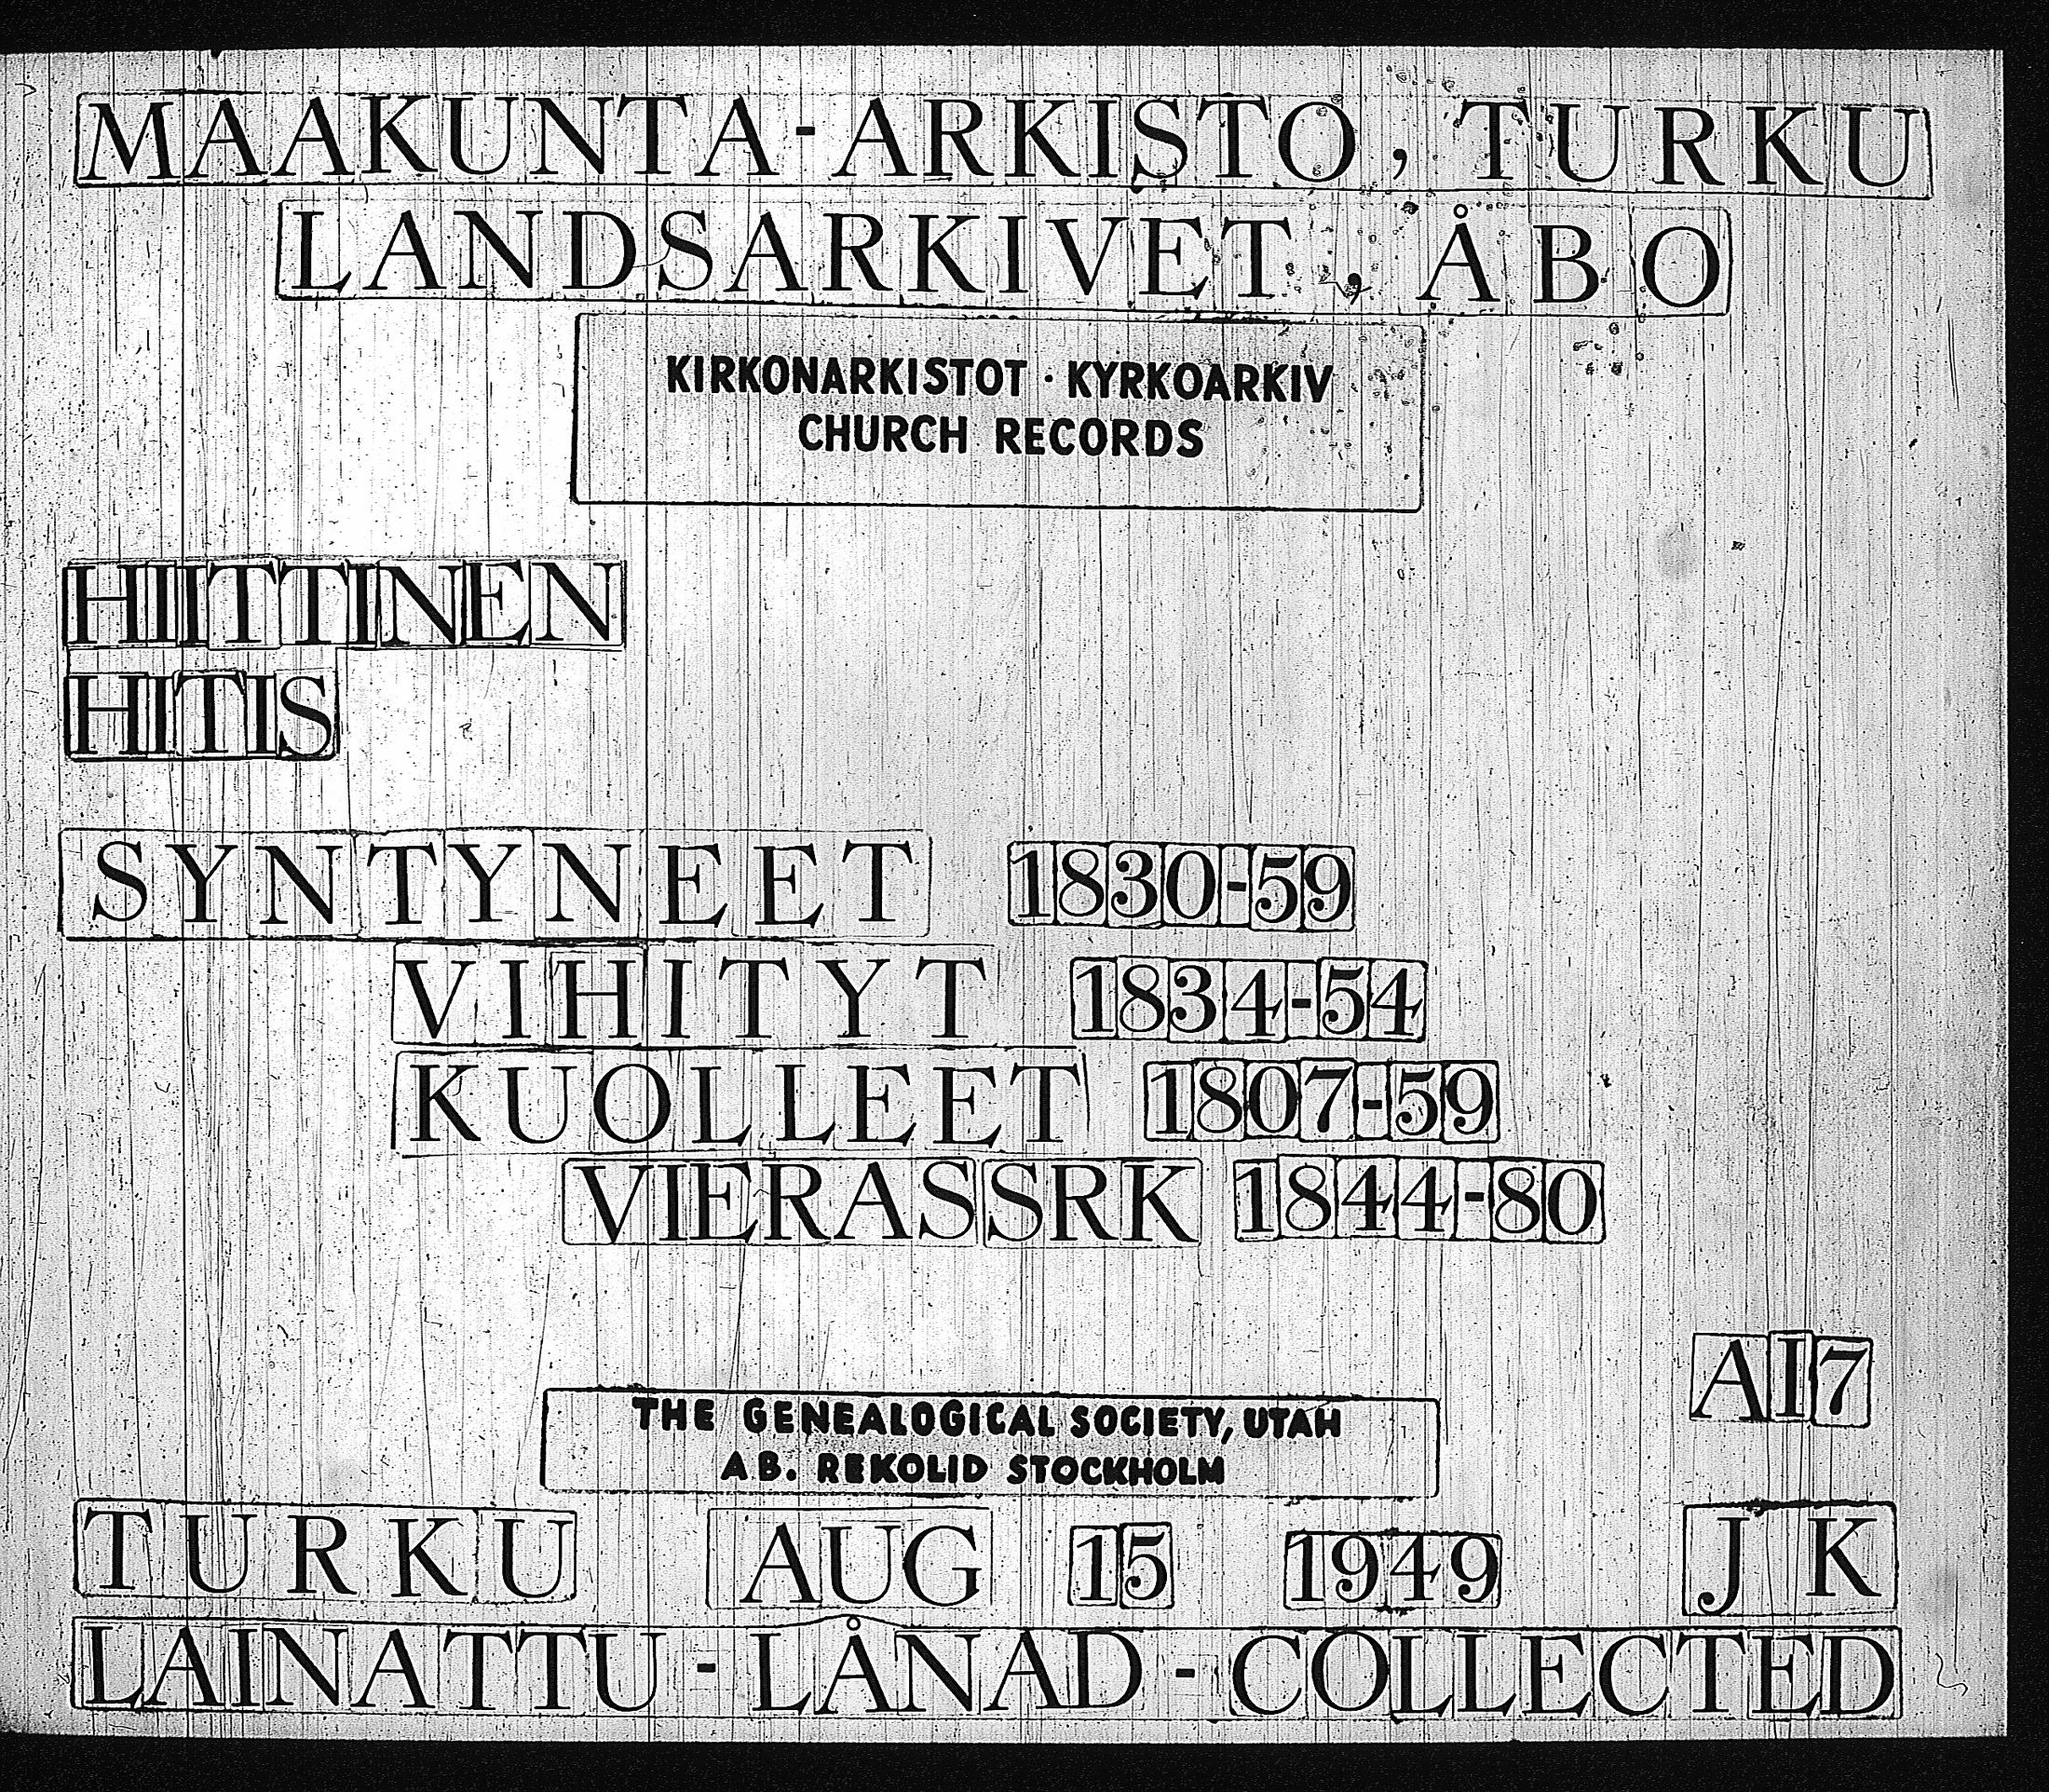 MAAKUNTA-ARKISTO, TURKU
LANDSARKIVET, ÅBO
KIRKONARKISTOT · KYRKOARKIV
CHURCH RECORDS
HIITTINEN
HITIS
SYNTYNEET 1830-59
VIHITYT 1834-54
KUOLLEET 1807-59
VIERASSRK 1844-80
AI7
THE GENEALOGICAL SOCIETY, UTAH
AB. REKOLID STOCKHOLM
TURKU AUG 15 1949 JK
LAINATTU - LÅNAD - COLLECTED